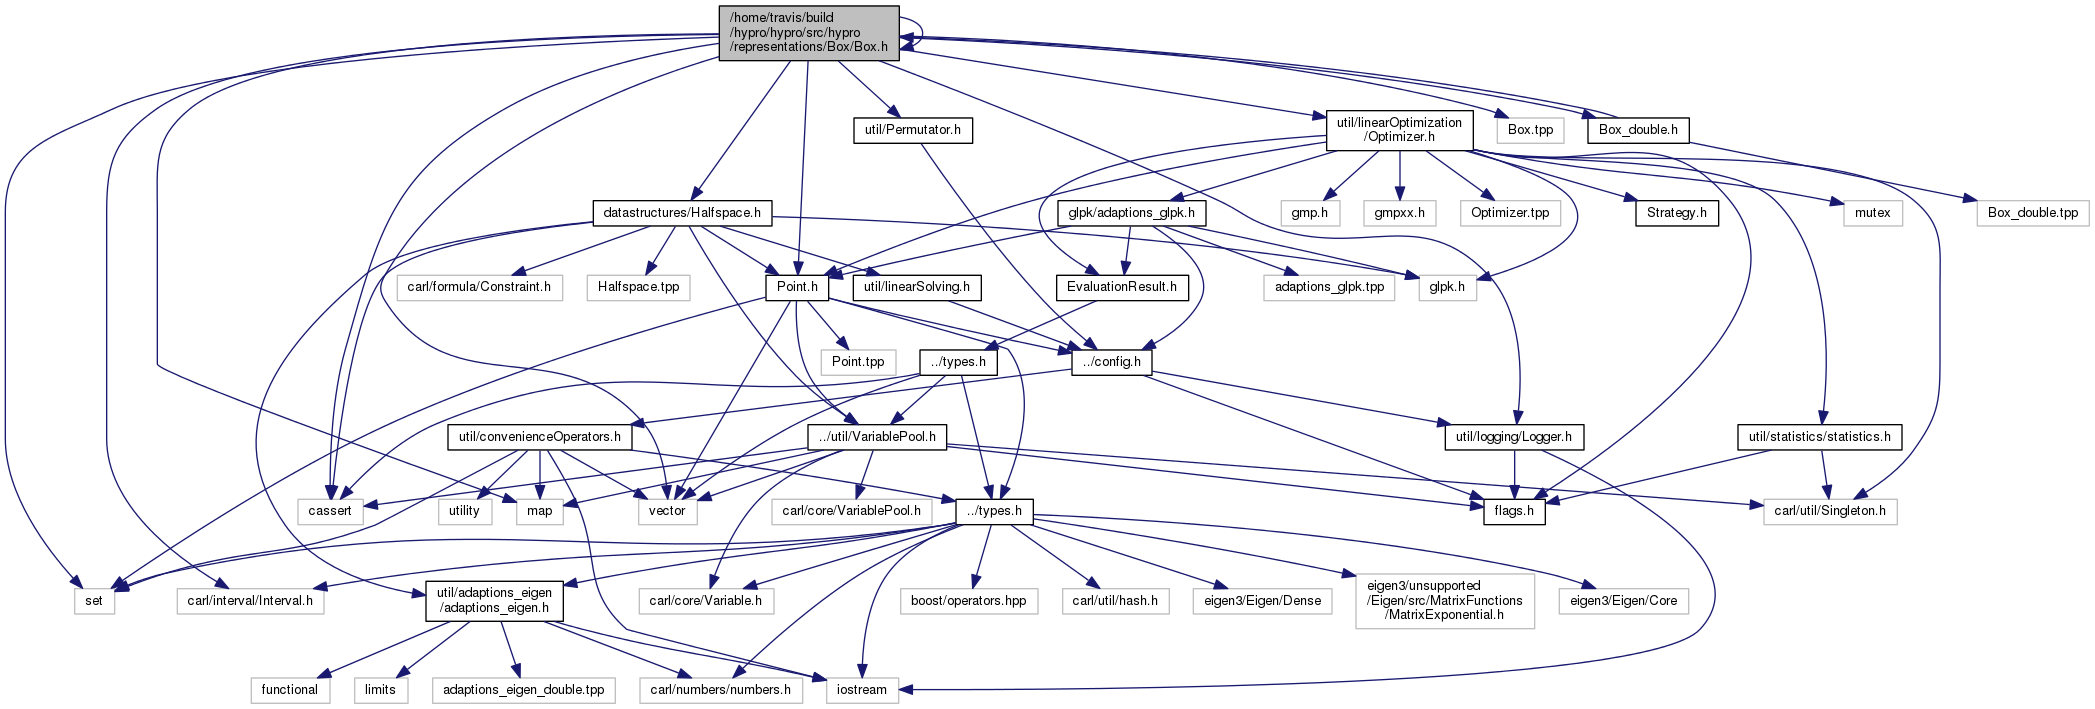 /home/travis/build
/hypro/hypro/src/hypro
/representations/Box/Box.h
util/Permutator.h
util/linearOptimization
/Optimizer.h
Box.tpp
Box_double.h
datastructures/Halfspace.h
glpk/adaptions_glpk.h
gmp.h
gmpxx.h
Optimizer.tpp
Strategy.h
mutex
Box_double.tpp
carl/formula/Constraint.h
Halfspace.tpp
Point.h
util/linearSolving.h
EvaluationResult.h
adaptions_glpk.tpp
glpk.h
Point.tpp
../types.h
../config.h
util/convenienceOperators.h
../util/VariablePool.h
util/logging/Logger.h
util/statistics/statistics.h
cassert
utility
map
vector
carl/core/VariablePool.h
../types.h
flags.h
carl/util/Singleton.h
set
carl/interval/Interval.h
util/adaptions_eigen
/adaptions_eigen.h
carl/core/Variable.h
boost/operators.hpp
carl/util/hash.h
eigen3/Eigen/Dense
eigen3/unsupported
/Eigen/src/MatrixFunctions
/MatrixExponential.h
eigen3/Eigen/Core
functional
limits
adaptions_eigen_double.tpp
carl/numbers/numbers.h
iostream